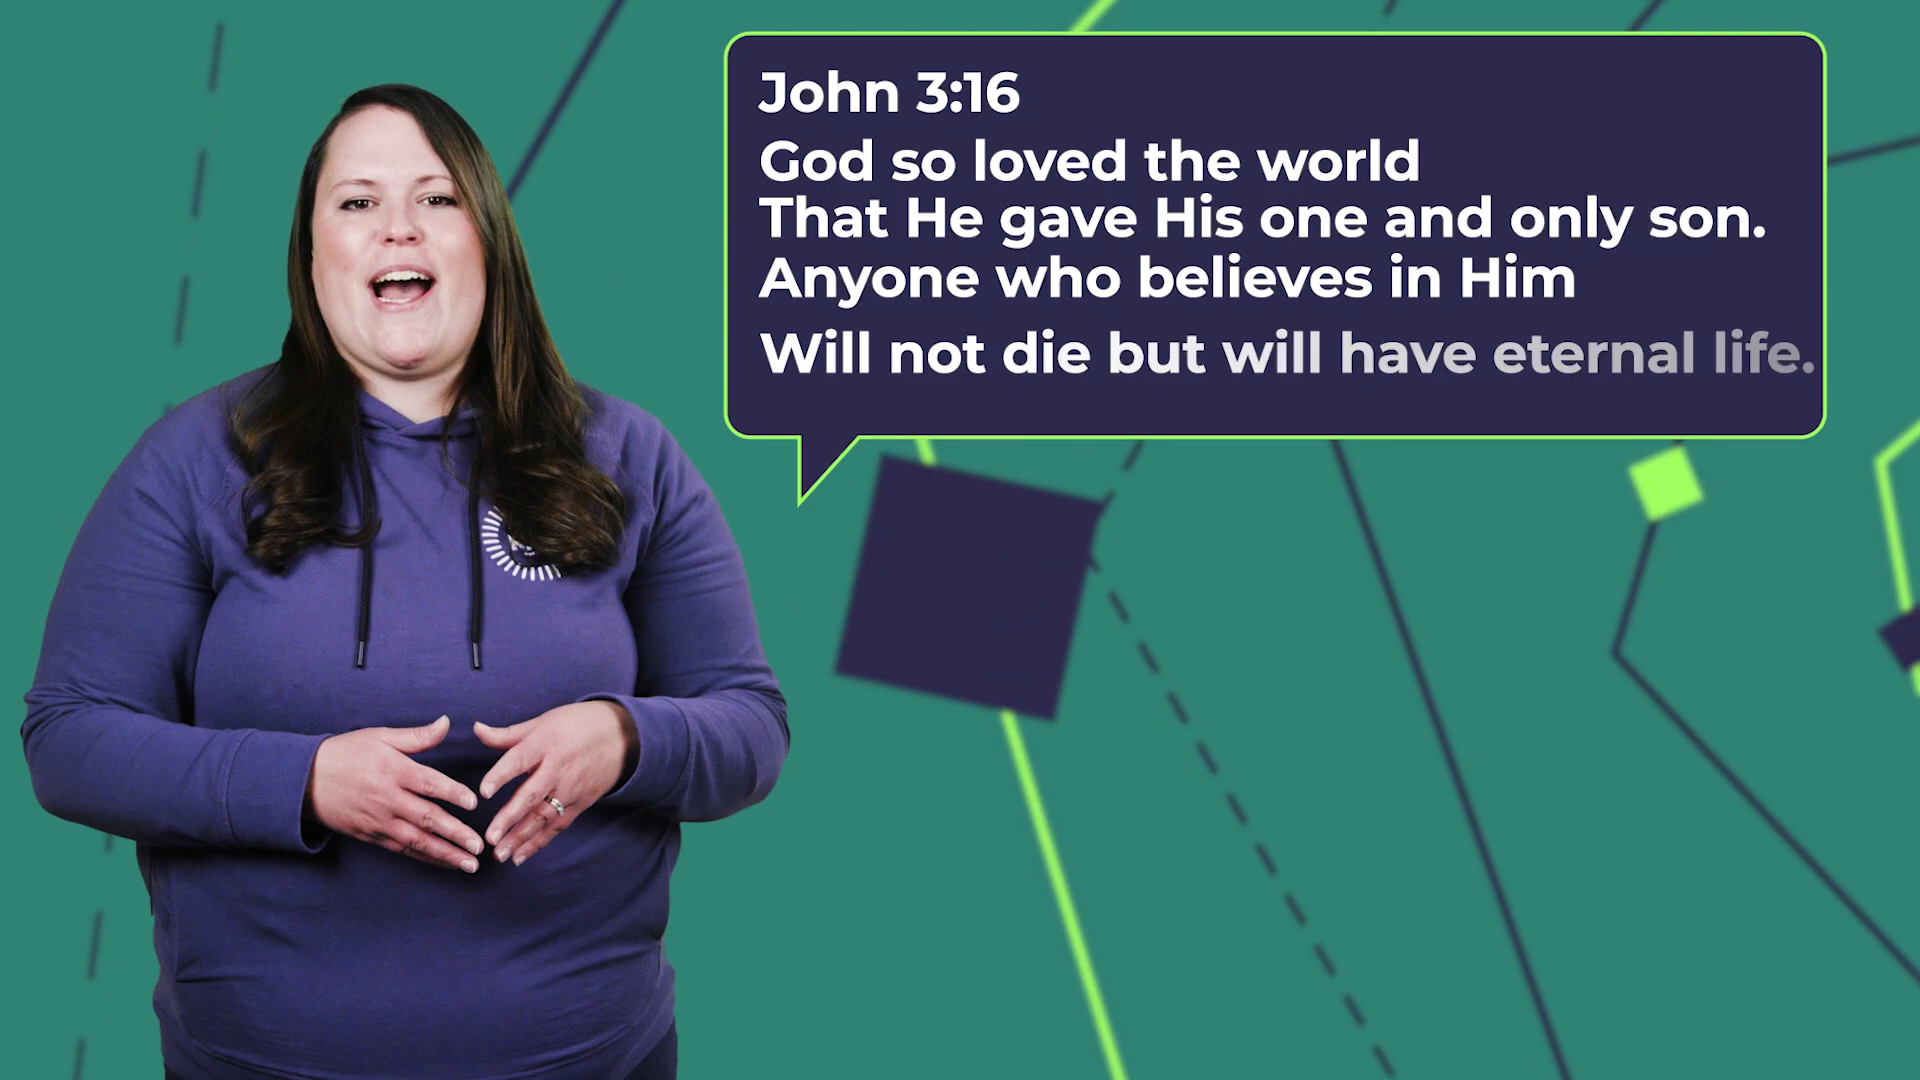 John 3:16
God so loved the world
That He gave His one and only son.
Anyone who believes in Him
Will not die but will have eternal life.